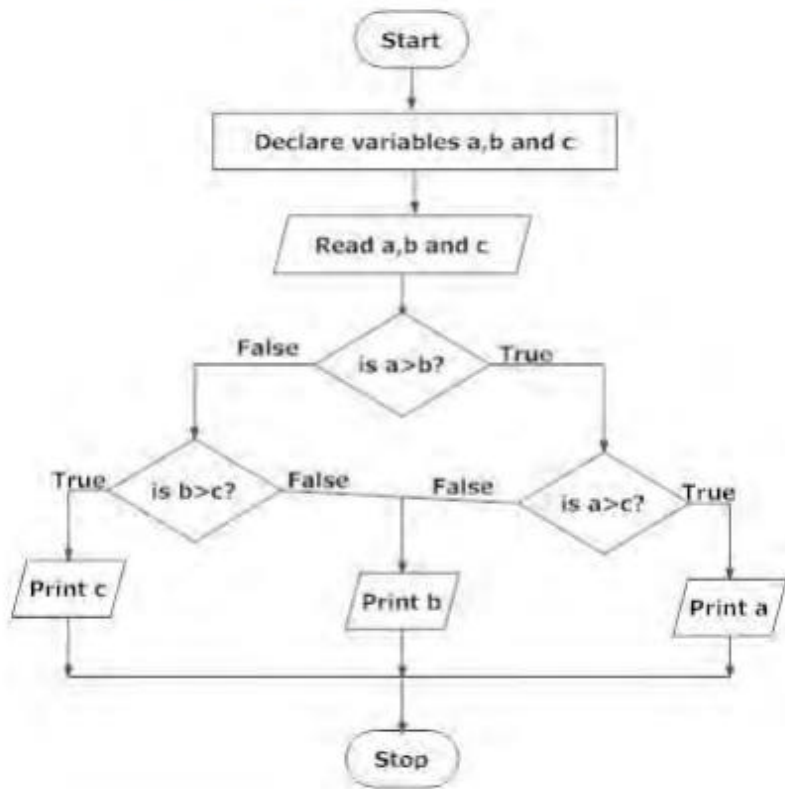 Start
Declare variables a,b and c
Read a,b and c
False
is a>b?
True
True
is b>c?
False
False
is a>c?
True
Print c
Print b
Print a
Stop